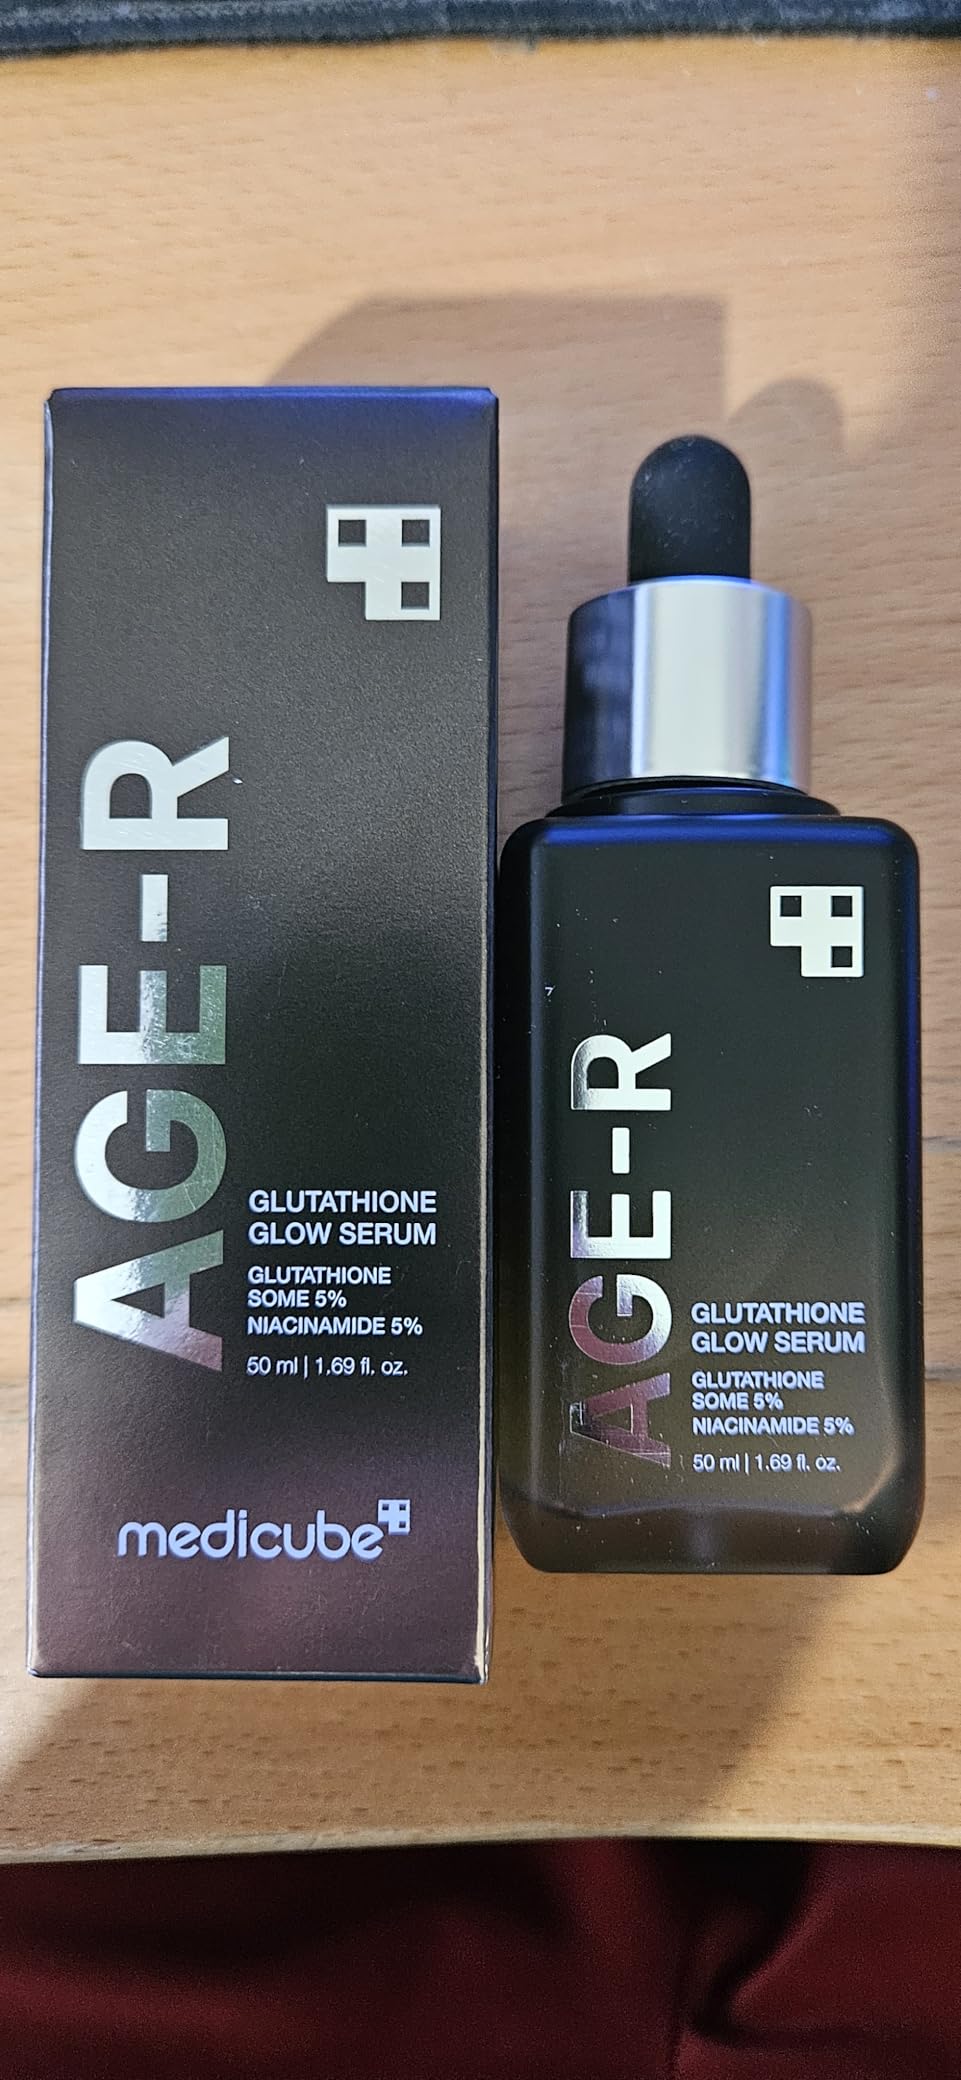 AGE-R
GLUTATHIONE
GLOW SERUM
GLUTATHIONE
SOME 5%
NIACINAMIDE 5%
50 ml | 1.69 fl. oz.
medicube
AGE-R
GLUTATHIONE
GLOW SERUM
GLUTATHIONE
SOME 5%
NIACINAMIDE 5%
50 ml | 1.69 fl. oz.